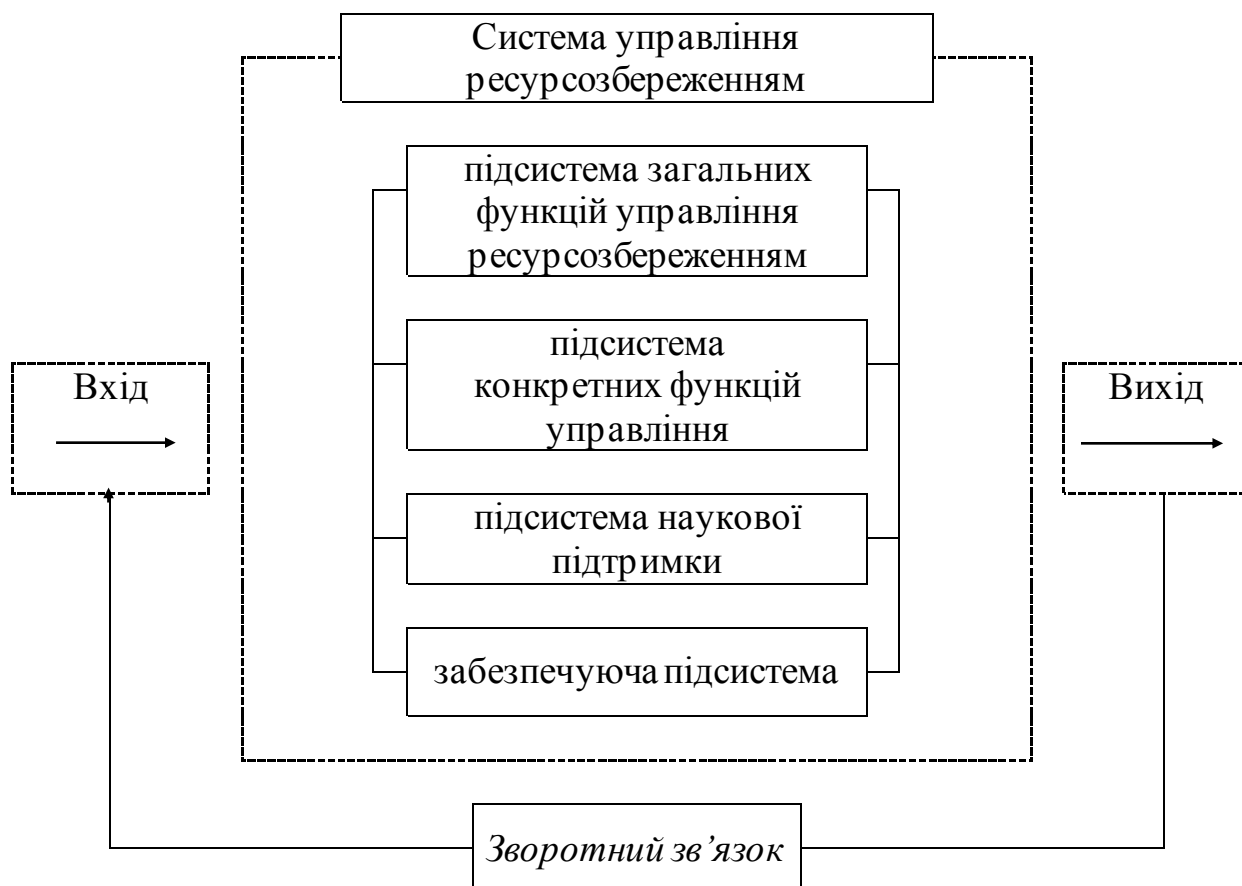 Система управління
ресурсозбереженням
підсистема загальних
функцій управління
ресурсозбереженням
підсистема
конкретних функцій
управління
Вхід
Вихід
підсистема наукової
підтримки
забезпечуюча підсистема
Зворотний зв’язок